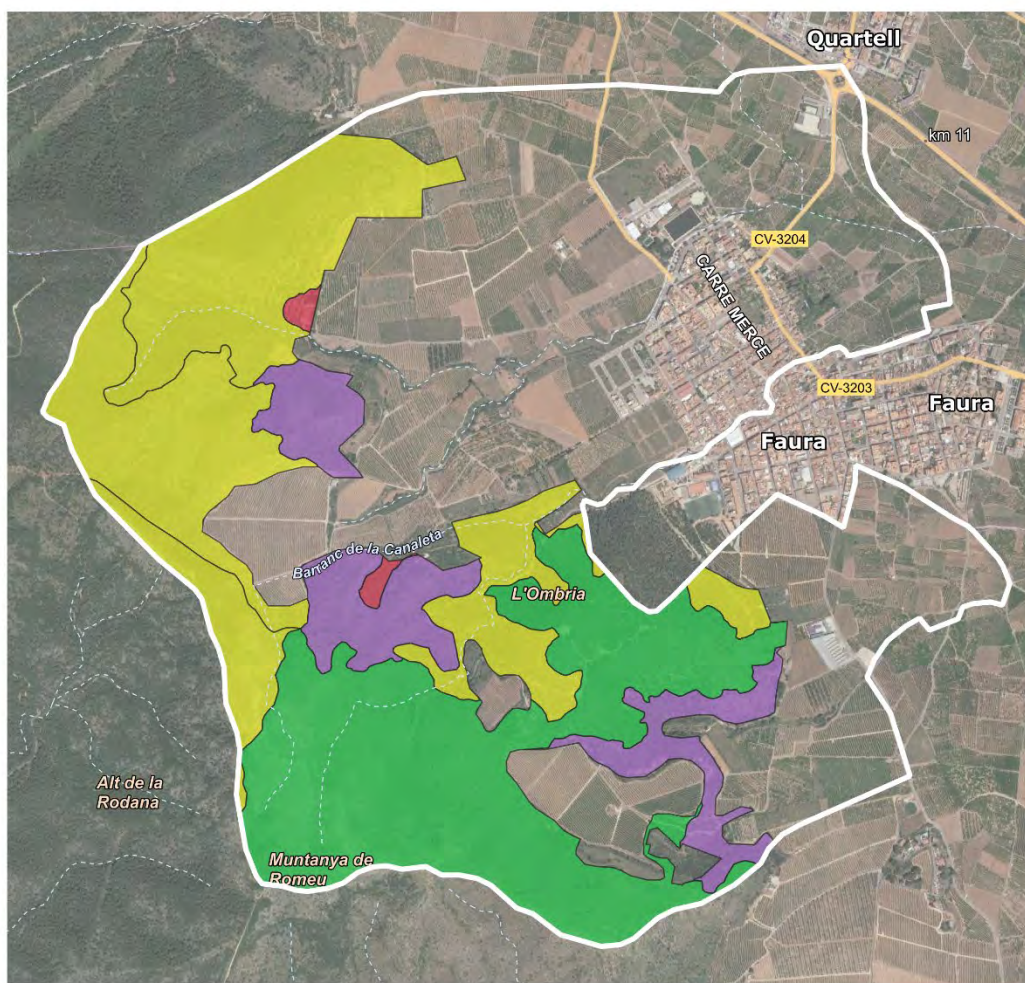 Quartell
km 11
CV-3204
CARRE MERCE
CV-3203
Faura
Faura
Barranc de la Canaleta
L'Ombria
Alt de la
Rodanà
Muntanya de
Romeu